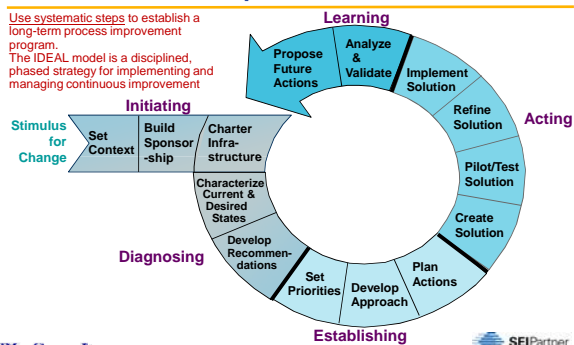 Use systematic steps to establish a
long-term process improvement
program.
The IDEAL model is a disciplined,
phased strategy for implementing and
managing continuous improvement
Learning
Propose
Future
Actions
Analyze
&
Validate
Implement
Solution
Refine
Solution
Acting
Pilot/Test
Solution
Create
Solution
Initiating
Stimulus
for
Change
Set
Context
Build
Sponsor
-ship
Charter
Infra-
structure
Characterize
Current &
Desired
States
Diagnosing
Develop
Recommen-
dations
Set
Priorities
Develop
Approach
Plan
Actions
Establishing
SEI Partner